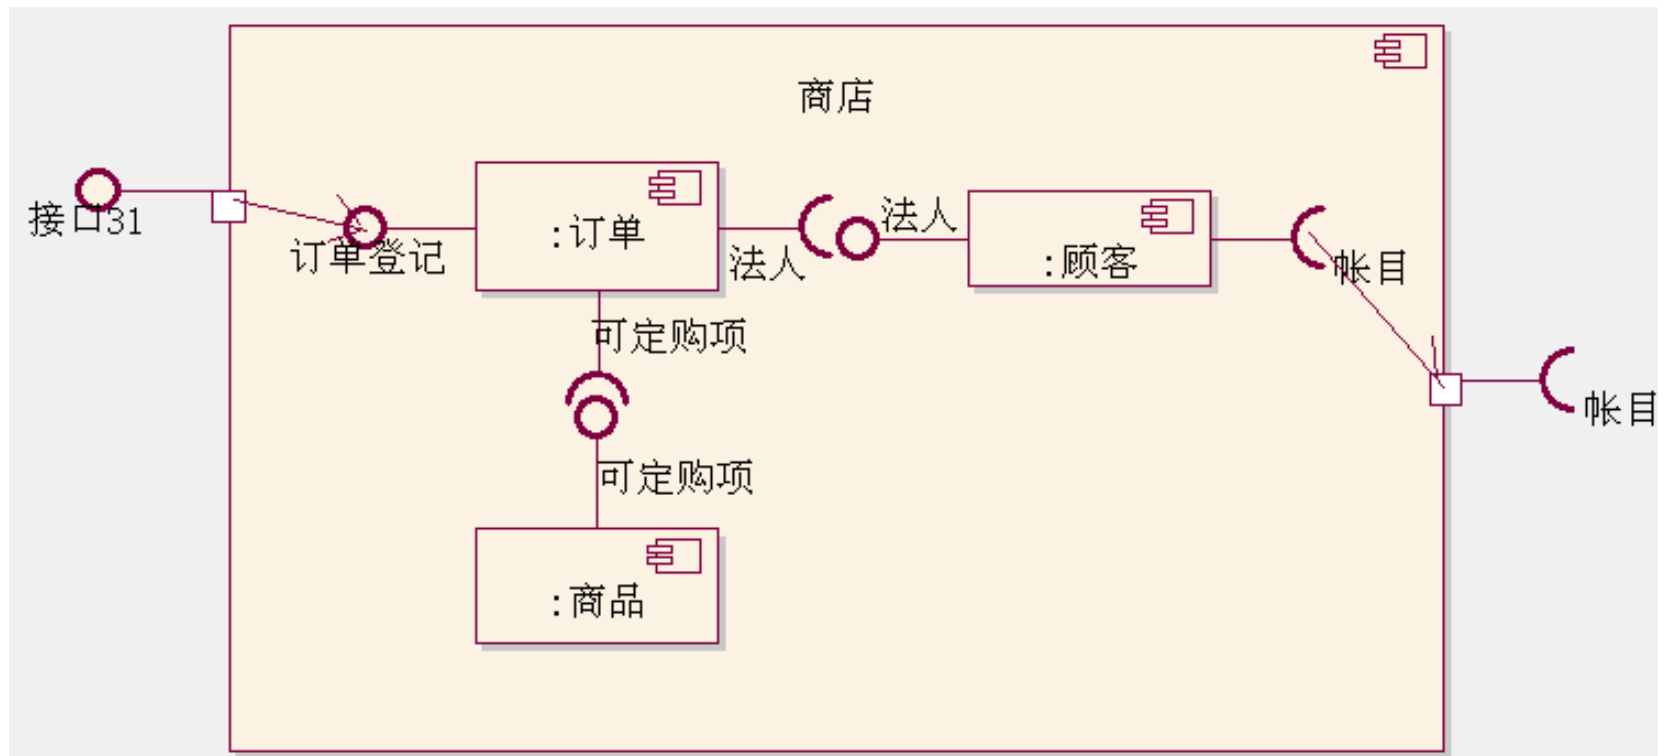 商店
接口31
订单登记
:订单
法人
法人
:顾客
帐目
可定购项
帐目
可定购项
:商品